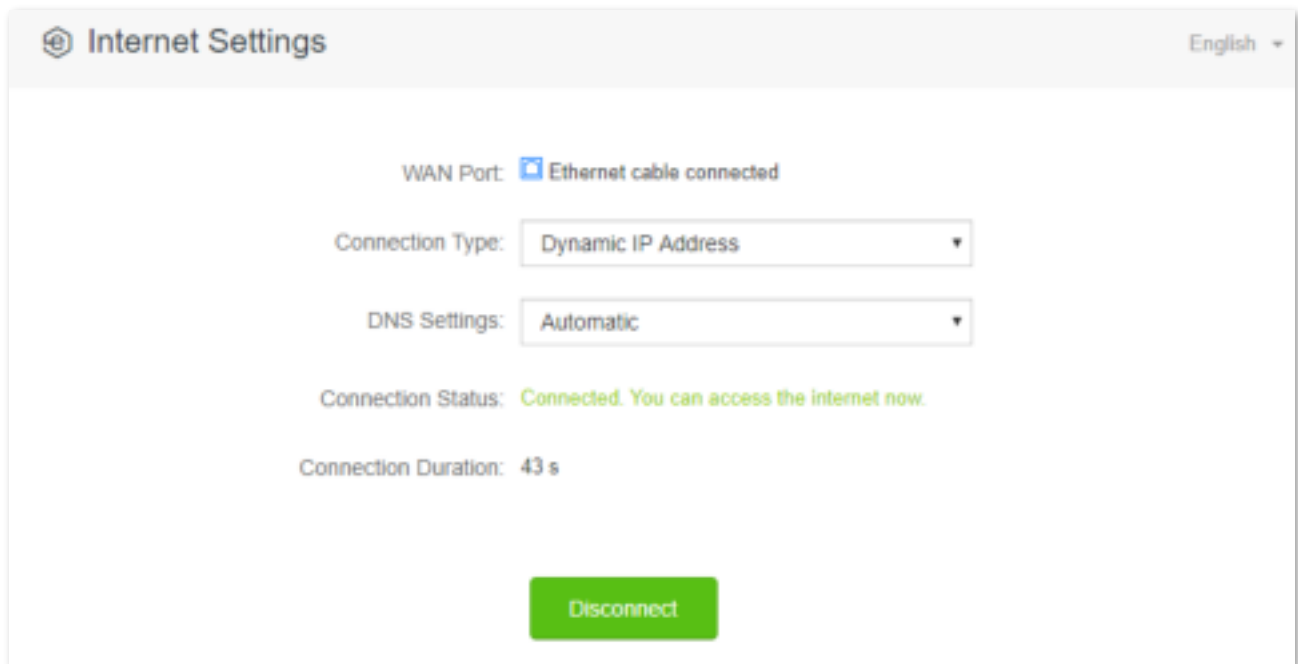 Internet Settings
English
WAN Port: Ethernet cable connected
Connection Type: Dynamic IP Address
DNS Settings: Automatic
Connection Status: Connected. You can access the internet now.
Connection Duration: 43 s
Disconnect